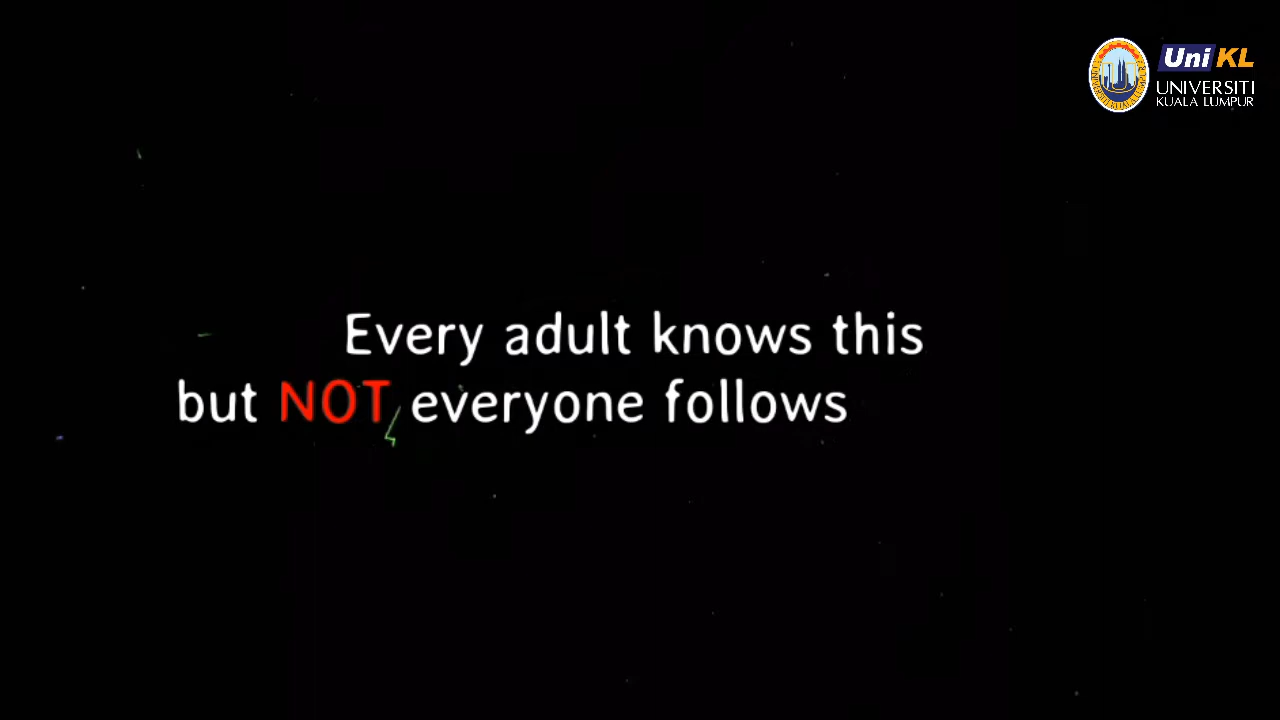 Uni KL
UNIVERSITI
KUALA LUMPUR
Every adult knows this
but NOT everyone follows